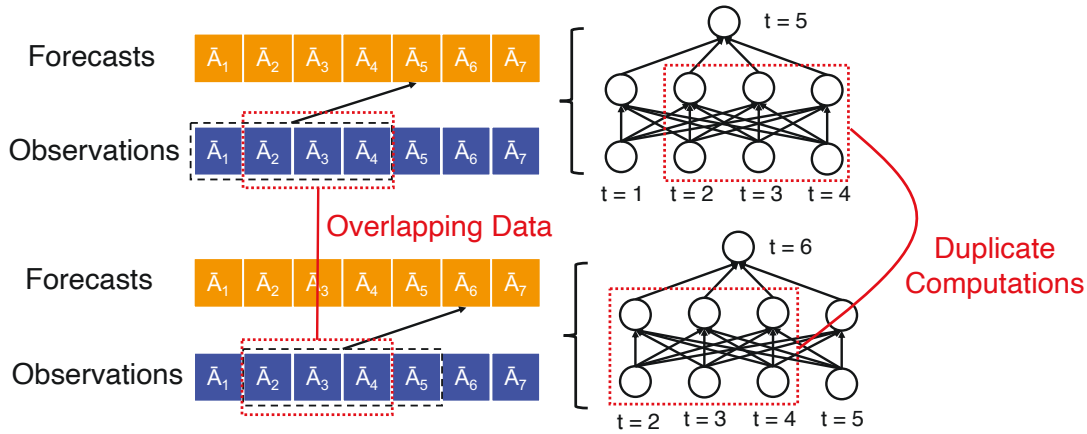 Forecasts
Ā1 Ā2 Ā3 Ā4 Ā5 Ā6 Ā7
t = 5
Observations
Ā1 Ā2 Ā3 Ā4 Ā5 Ā6 Ā7
t = 1 t = 2 t = 3 t = 4
Overlapping Data
Duplicate
Computations
Forecasts
Ā1 Ā2 Ā3 Ā4 Ā5 Ā6 Ā7
t = 6
Observations
Ā1 Ā2 Ā3 Ā4 Ā5 Ā6 Ā7
t = 2 t = 3 t = 4 t = 5